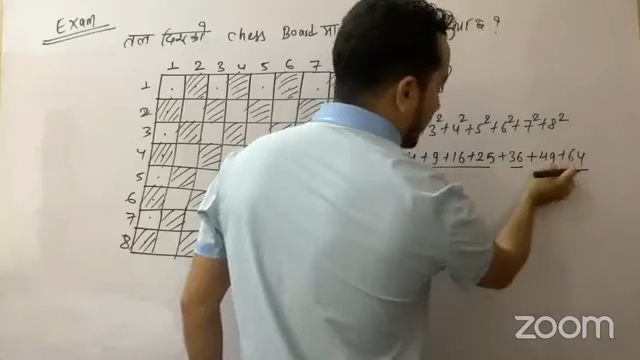 Exam
तल दिएको chess Board मा ?
1 2 3 4 5 6 7
1
2
3
4
5
6
7
8
3² + 4² + 5² + 6² + 7² + 8²
4 + 9 + 16 + 25 + 36 + 49 + 64
zoom